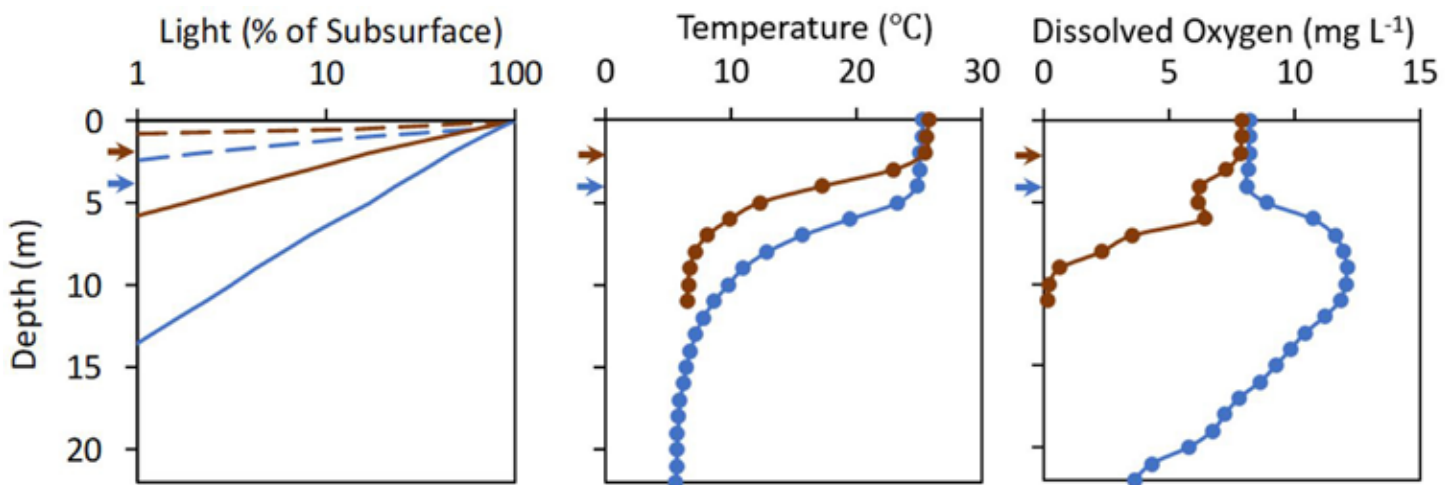 Light (% of Subsurface)
1 10 100
Temperature (°C)
0 10 20 30
Dissolved Oxygen (mg L-1)
0 5 10 15
Depth (m)
0
5
10
15
20